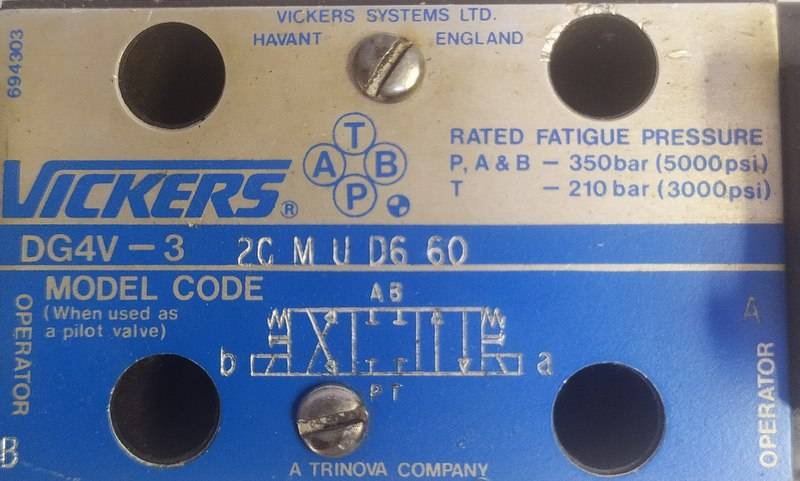 VICKERS SYSTEMS LTD.
HAVANT ENGLAND
694303
T
A B
P
RATED FATIGUE PRESSURE
P, A & B – 350bar (5000psi)
T – 210 bar (3000psi)
VICKERS®
DG4V – 3 2C M U D6 60
MODEL CODE
(When used as
a pilot valve)
A B
b a
P T
OPERATOR
B
A
OPERATOR
A TRINOVA COMPANY